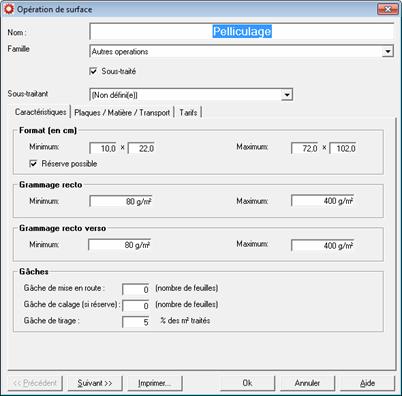 Opération de surface
Nom : Pelliculage
Famille Autres operations
Sous-traité
Sous-traitant (Non défini(e))
Caractéristiques Plaques / Matière / Transport Tarifs
Format (en cm)
Minimum: 10,0 x 22,0 Maximum: 72,0 x 102,0
Réserve possible
Grammage recto
Minimum: 80 g/m² Maximum: 400 g/m²
Grammage recto verso
Minimum: 80 g/m² Maximum: 400 g/m²
Gâches
Gâche de mise en route : 0 (nombre de feuilles)
Gâche de calage (si réserve) : 0 (nombre de feuilles)
Gâche de tirage : 5 % des m² traités
<< Précédent Suivant >> Imprimer... Ok Annuler Aide